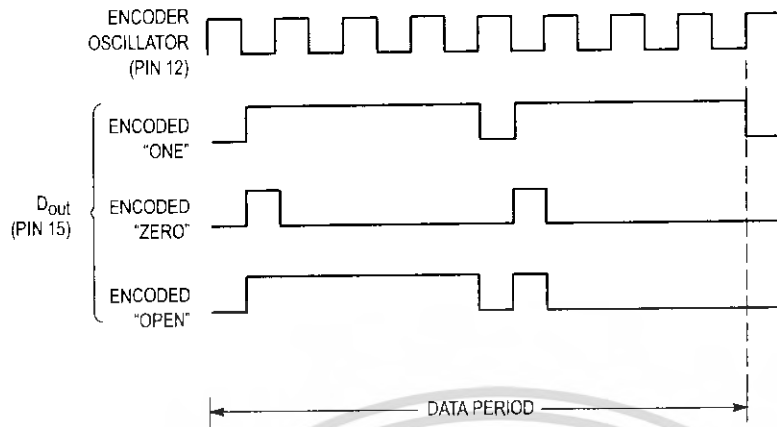 ENCODER
OSCILLATOR
(PIN 12)
ENCODED
"ONE"
Dout
(PIN 15)
ENCODED
"ZERO"
ENCODED
"OPEN"
DATA PERIOD